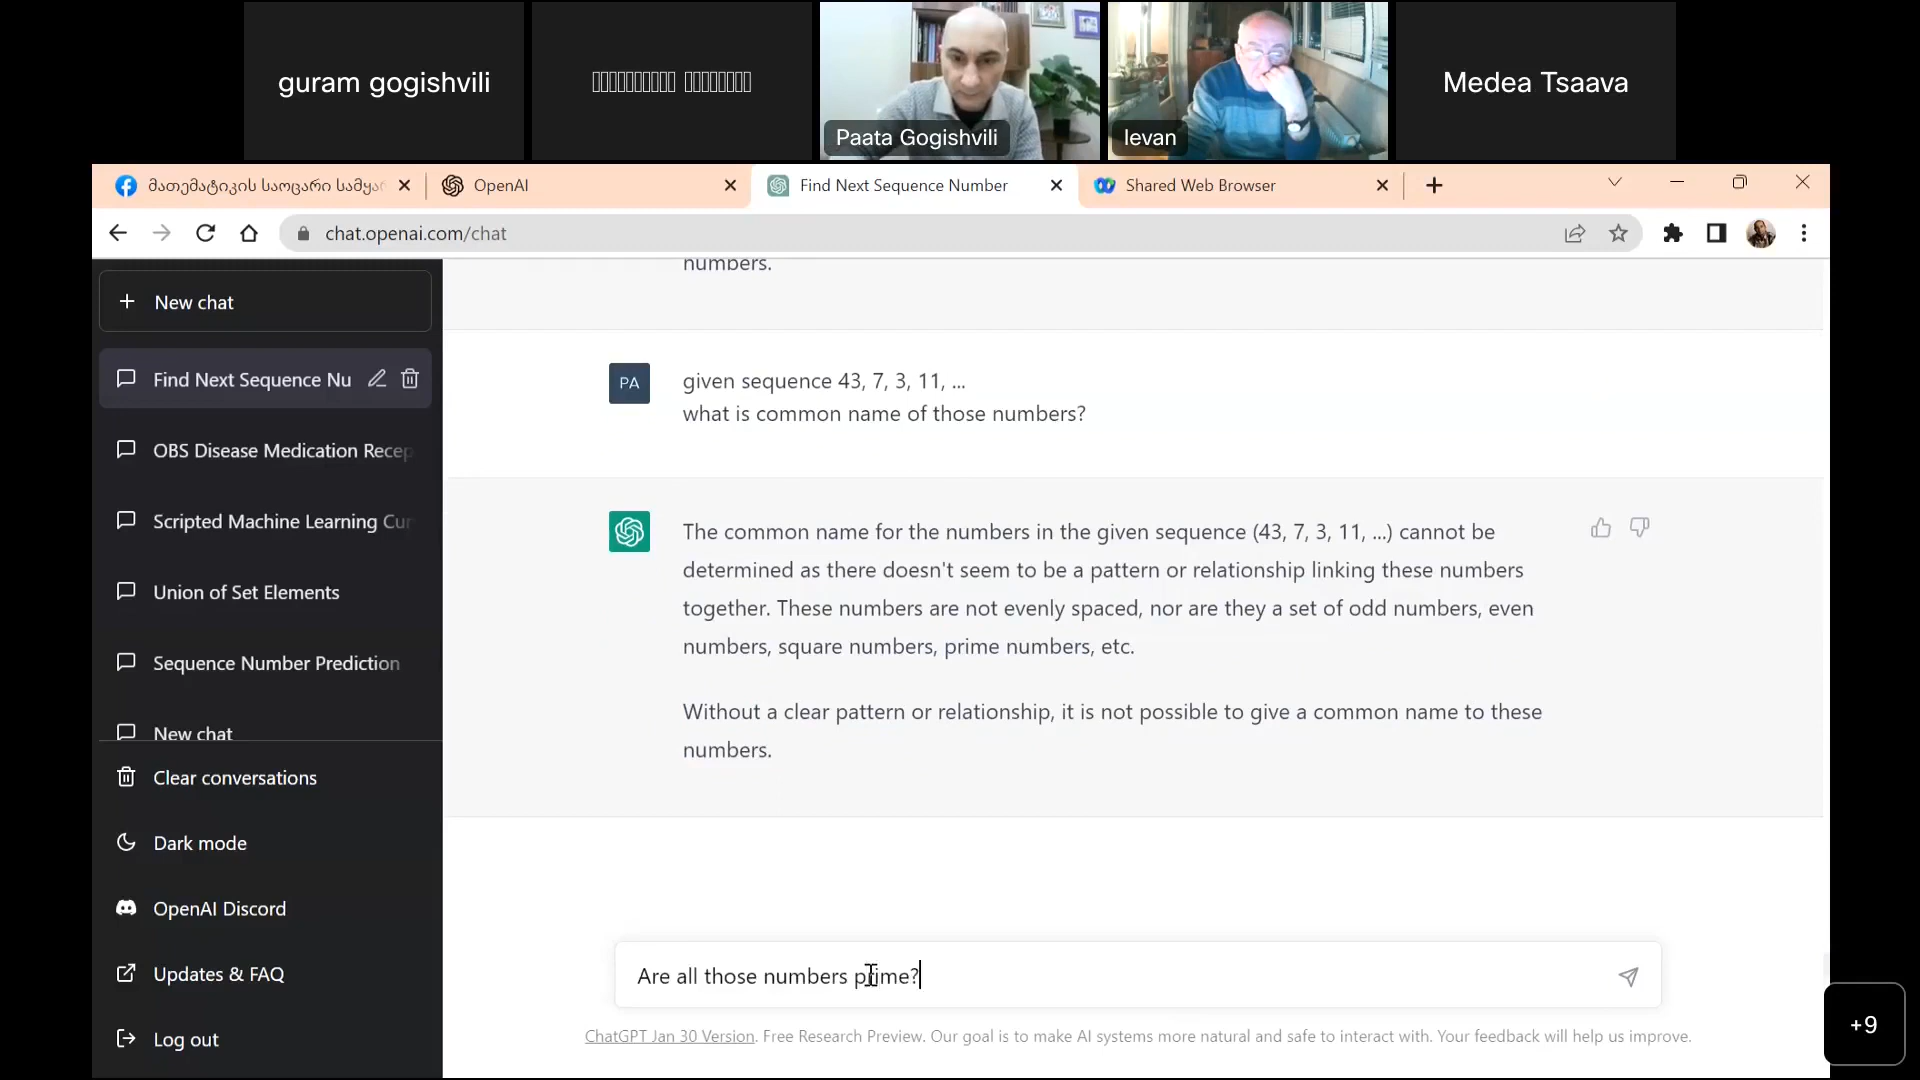 guram gogishvili
Paata Gogishvili
levan
Medea Tsaava
მათემატიკის საოცარი სამყარ
OpenAI
Find Next Sequence Number
Shared Web Browser
chat.openai.com/chat
New chat
Find Next Sequence Nu
OBS Disease Medication Recep
Scripted Machine Learning Cur
Union of Set Elements
Sequence Number Prediction
New chat
Clear conversations
Dark mode
OpenAI Discord
Updates & FAQ
Log out
numbers.
PA
given sequence 43, 7, 3, 11, ...
what is common name of those numbers?
The common name for the numbers in the given sequence (43, 7, 3, 11, ...) cannot be
determined as there doesn't seem to be a pattern or relationship linking these numbers
together. These numbers are not evenly spaced, nor are they a set of odd numbers, even
numbers, square numbers, prime numbers, etc.
Without a clear pattern or relationship, it is not possible to give a common name to these
numbers.
Are all those numbers prime?
ChatGPT Jan 30 Version. Free Research Preview. Our goal is to make AI systems more natural and safe to interact with. Your feedback will help us improve.
+9